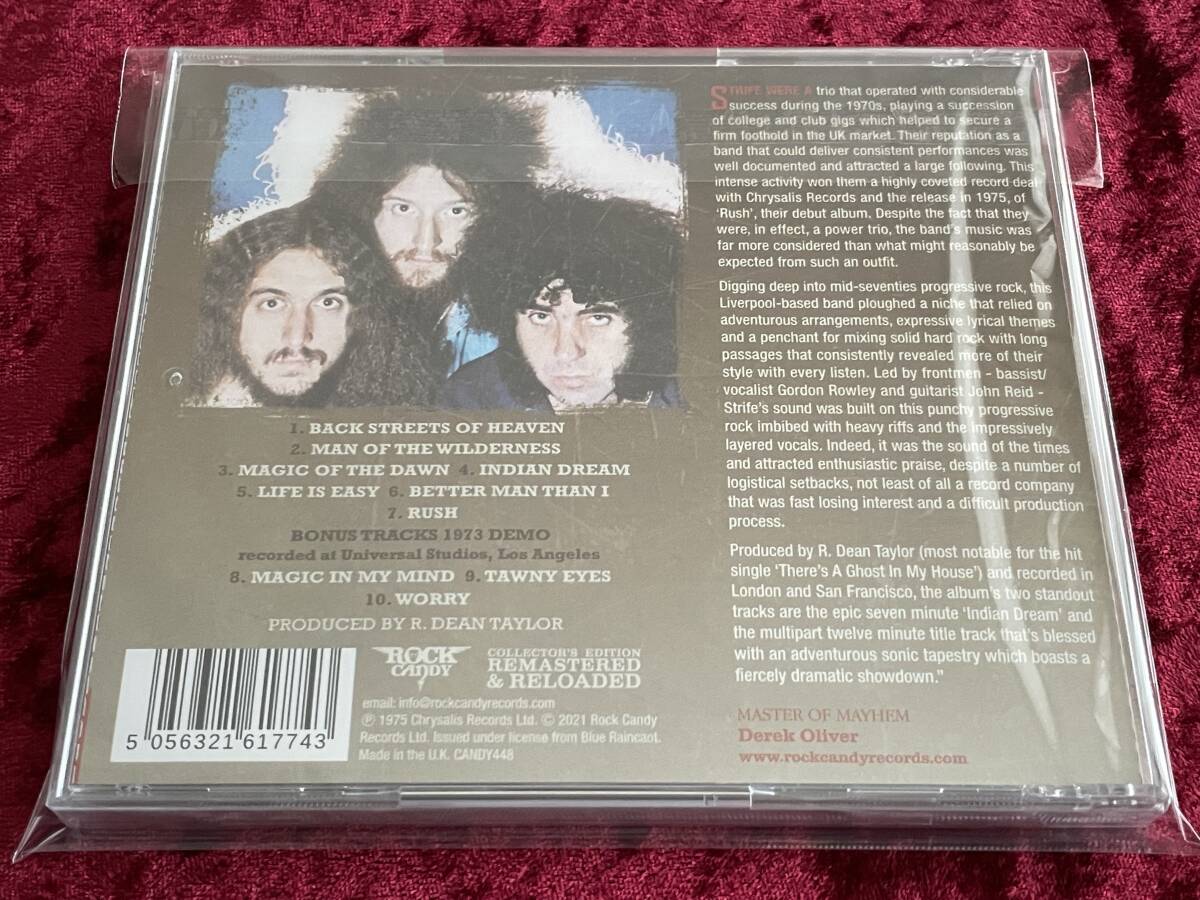 STRIFE WERE A trio that operated with considerable
success during the 1970s, playing a succession
of college and club gigs which helped to secure a
firm foothold in the UK market. Their reputation as a
band that could deliver consistent performances was
well documented and attracted a large following. This
intense activity won them a highly coveted record deal
with Chrysalis Records and the release in 1975, of
'Rush', their debut album. Despite the fact that they
were, in effect, a power trio, the band's music was
far more considered than what might reasonably be
expected from such an outfit.
Digging deep into mid-seventies progressive rock, this
Liverpool-based band ploughed a niche that relied on
adventurous arrangements, expressive lyrical themes
and a penchant for mixing solid hard rock with long
passages that consistently revealed more of their
style with every listen. Led by frontmen - bassist/
vocalist Gordon Rowley and guitarist John Reid -
Strife's sound was built on this punchy progressive
rock imbibed with heavy riffs and the impressively
layered vocals. Indeed, it was the sound of the times
and attracted enthusiastic praise, despite a number of
logistical setbacks, not least of all a record company
that was fast losing interest and a difficult production
process.
Produced by R. Dean Taylor (most notable for the hit
single 'There's A Ghost In My House') and recorded in
London and San Francisco, the album's two standout
tracks are the epic seven minute 'Indian Dream' and
the multipart twelve minute title track that's blessed
with an adventurous sonic tapestry which boasts a
fiercely dramatic showdown."
MASTER OF MAYHEM
Derek Oliver
www.rockcandyrecords.com
1. BACK STREETS OF HEAVEN
2. MAN OF THE WILDERNESS
3. MAGIC OF THE DAWN 4. INDIAN DREAM
5. LIFE IS EASY 6. BETTER MAN THAN I
7. RUSH
BONUS TRACKS 1973 DEMO
recorded at Universal Studios, Los Angeles
8. MAGIC IN MY MIND 9. TAWNY EYES
10. WORRY
PRODUCED BY R. DEAN TAYLOR
ROCK CANDY
COLLECTOR'S EDITION
REMASTERED
& RELOADED
email: info@rockcandyrecords.com
℗ 1975 Chrysalis Records Ltd. © 2021 Rock Candy
Records Ltd. Issued under license from Blue Raincoat.
Made in the U.K. CANDY448
5 056321 617743